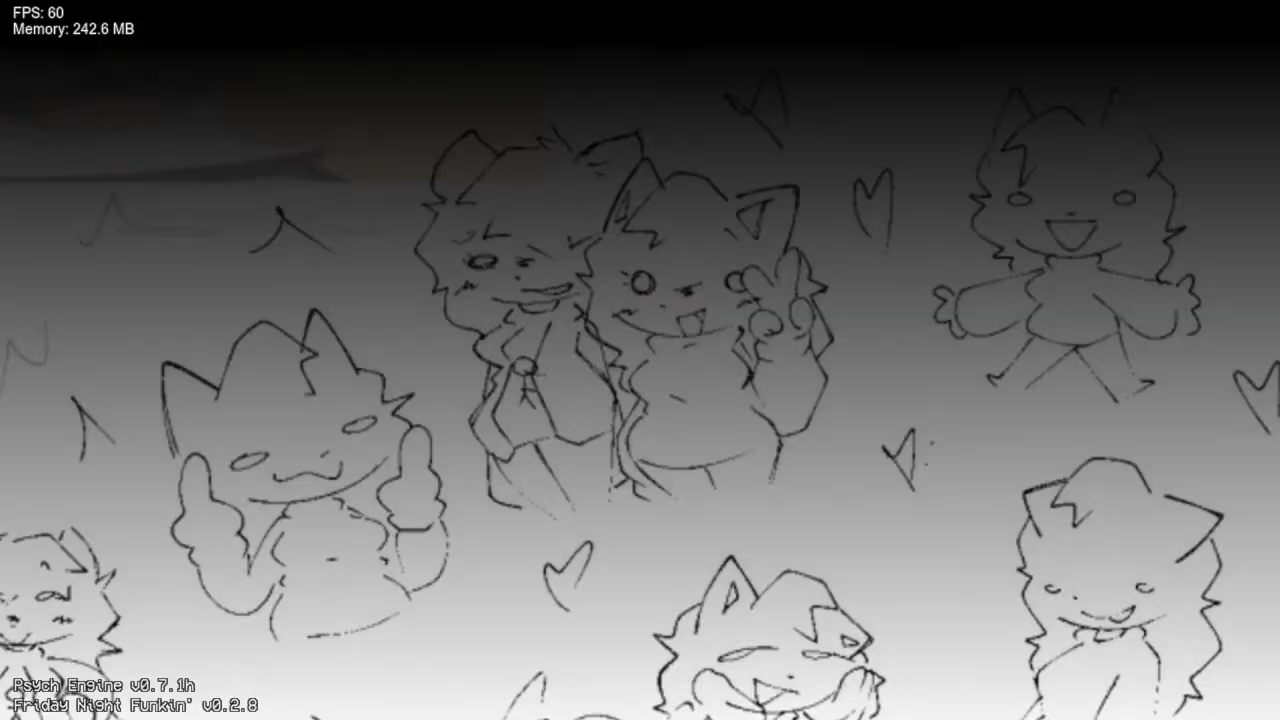 FPS: 60
Memory: 242.6 MB
Psych Engine v0.7.1h
Friday Night Funkin' v0.2.8